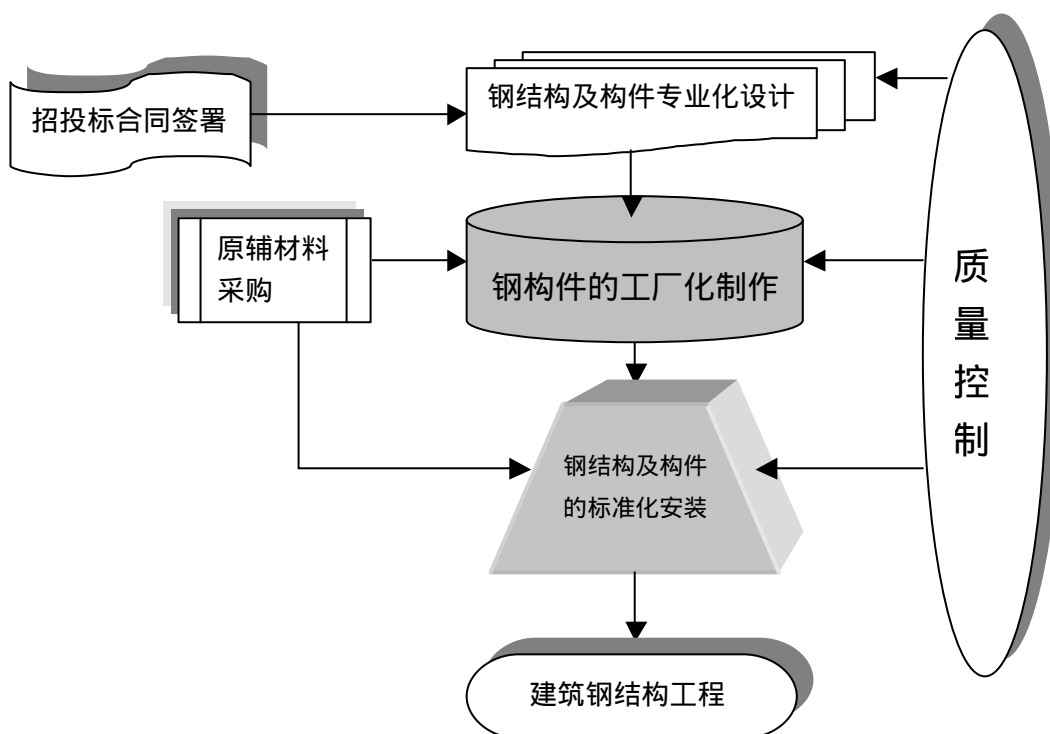 招投标合同签署
钢结构及构件专业化设计
原辅材料
采购
钢构件的工厂化制作
钢结构及构件
的标准化安装
建筑钢结构工程
质
量
控
制